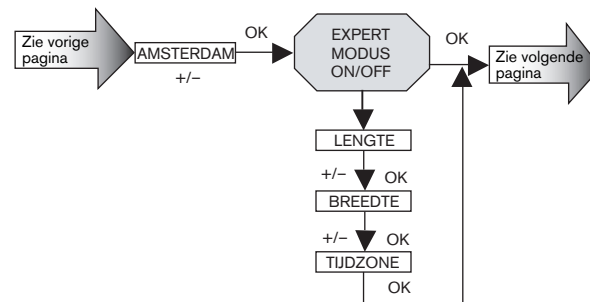 Zie vorige
pagina
AMSTERDAM
+/–
OK
EXPERT
MODUS
ON/OFF
OK
Zie volgende
pagina
LENGTE
+/– OK
BREEDTE
+/– OK
TIJDZONE
OK